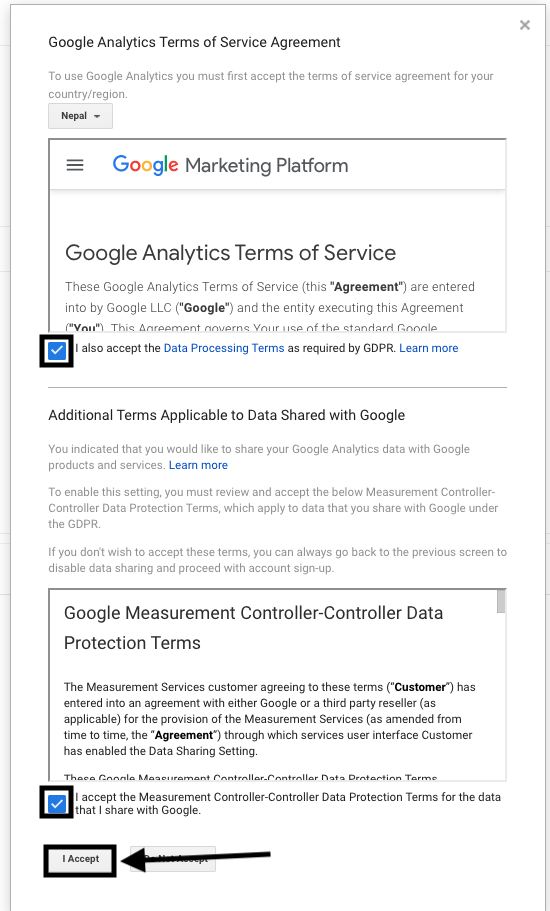 Google Analytics Terms of Service Agreement
To use Google Analytics you must first accept the terms of service agreement for your
country/region.
Nepal
Google Marketing Platform
Google Analytics Terms of Service
These Google Analytics Terms of Service (this "Agreement") are entered
into by Google LLC ("Google") and the entity executing this Agreement
("You"). This Agreement governs Your use of the standard Google
I also accept the Data Processing Terms as required by GDPR. Learn more
Additional Terms Applicable to Data Shared with Google
You indicated that you would like to share your Google Analytics data with Google
products and services. Learn more
To enable this setting, you must review and accept the below Measurement Controller-
Controller Data Protection Terms, which apply to data that you share with Google under
the GDPR.
If you don't wish to accept these terms, you can always go back to the previous screen to
disable data sharing and proceed with account sign-up.
Google Measurement Controller-Controller Data
Protection Terms
The Measurement Services customer agreeing to these terms (“Customer”) has
entered into an agreement with either Google or a third party reseller (as
applicable) for the provision of the Measurement Services (as amended from
time to time, the “Agreement”) through which services user interface Customer
has enabled the Data Sharing Setting.
These Google Measurement Controller-Controller Data Protection Terms
I accept the Measurement Controller-Controller Data Protection Terms for the data
that I share with Google.
I Accept
Do Not Accept